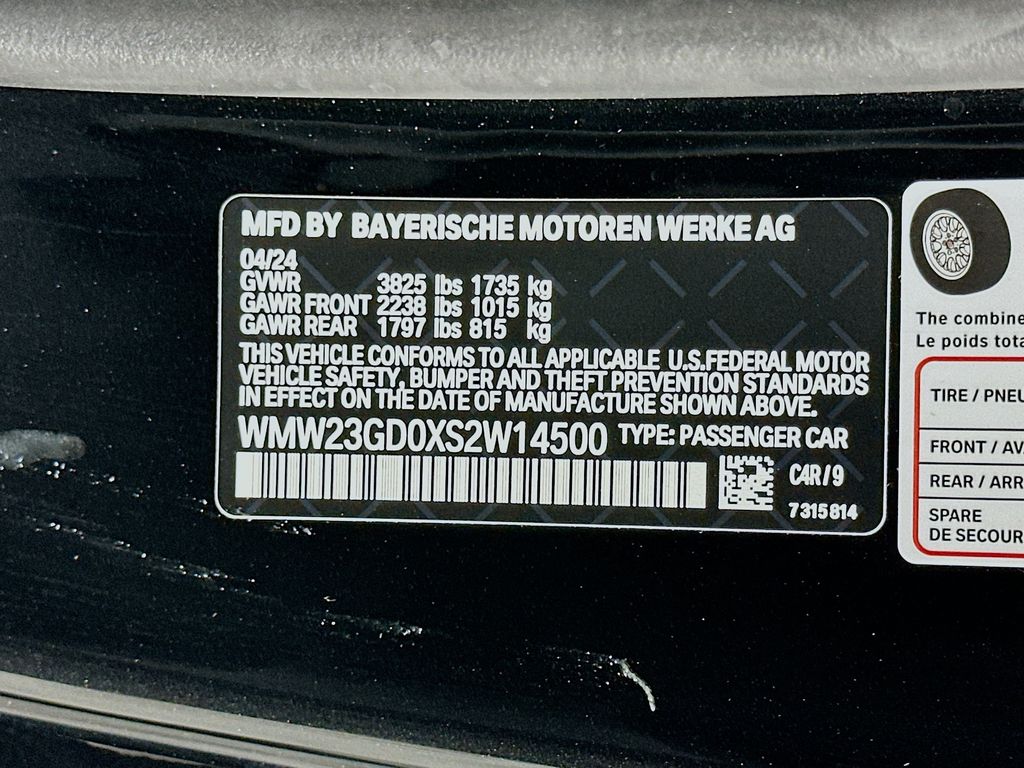 MFD BY BAYERISCHE MOTOREN WERKE AG
04/24
GVWR 3825 lbs 1735 kg
GAWR FRONT 2238 lbs 1015 kg
GAWR REAR 1797 lbs 815 kg
THIS VEHICLE CONFORMS TO ALL APPLICABLE U.S.FEDERAL MOTOR
VEHICLE SAFETY, BUMPER AND THEFT PREVENTION STANDARDS
IN EFFECT ON THE DATE OF MANUFACTURE SHOWN ABOVE.
WMW23GD0XS2W14500 TYPE: PASSENGER CAR
C4R/9
7315814
The combine
Le poids tota
TIRE / PNEU
FRONT / AVA
REAR / ARR
SPARE
DE SECOUR